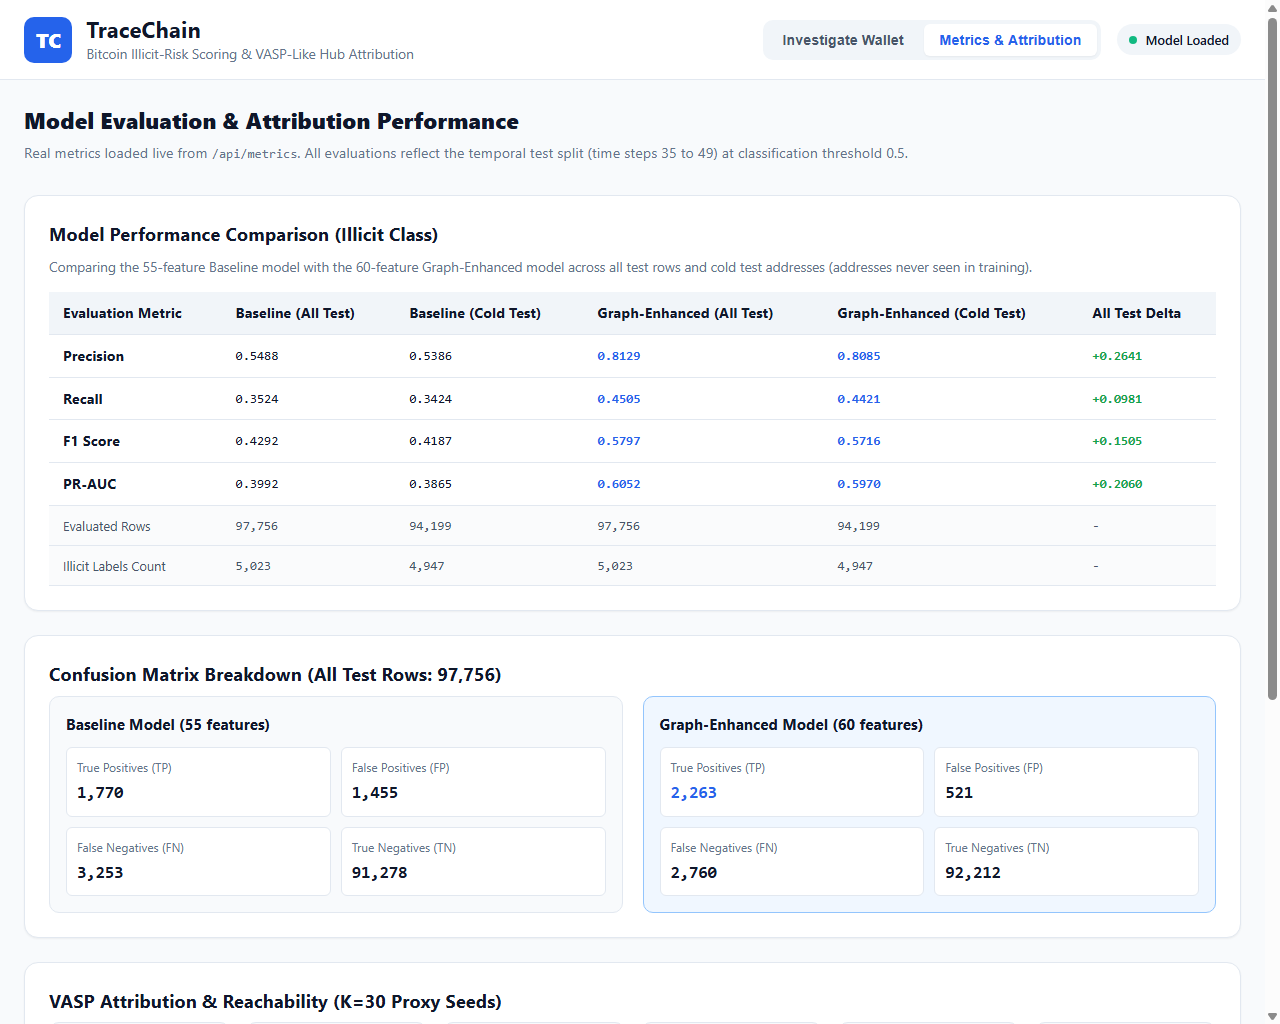 TC
TraceChain
Bitcoin Illicit-Risk Scoring & VASP-Like Hub Attribution
Investigate Wallet
Metrics & Attribution
Model Loaded
Model Evaluation & Attribution Performance
Real metrics loaded live from /api/metrics. All evaluations reflect the temporal test split (time steps 35 to 49) at classification threshold 0.5.
Model Performance Comparison (Illicit Class)
Comparing the 55-feature Baseline model with the 60-feature Graph-Enhanced model across all test rows and cold test addresses (addresses never seen in training).
Evaluation Metric Baseline (All Test) Baseline (Cold Test) Graph-Enhanced (All Test) Graph-Enhanced (Cold Test) All Test Delta
Precision 0.5488 0.5386 0.8129 0.8085 +0.2641
Recall 0.3524 0.3424 0.4505 0.4421 +0.0981
F1 Score 0.4292 0.4187 0.5797 0.5716 +0.1505
PR-AUC 0.3992 0.3865 0.6052 0.5970 +0.2060
Evaluated Rows 97,756 94,199 97,756 94,199 -
Illicit Labels Count 5,023 4,947 5,023 4,947 -
Confusion Matrix Breakdown (All Test Rows: 97,756)
Baseline Model (55 features)
True Positives (TP)
1,770
False Positives (FP)
1,455
False Negatives (FN)
3,253
True Negatives (TN)
91,278
Graph-Enhanced Model (60 features)
True Positives (TP)
2,263
False Positives (FP)
521
False Negatives (FN)
2,760
True Negatives (TN)
92,212
VASP Attribution & Reachability (K=30 Proxy Seeds)